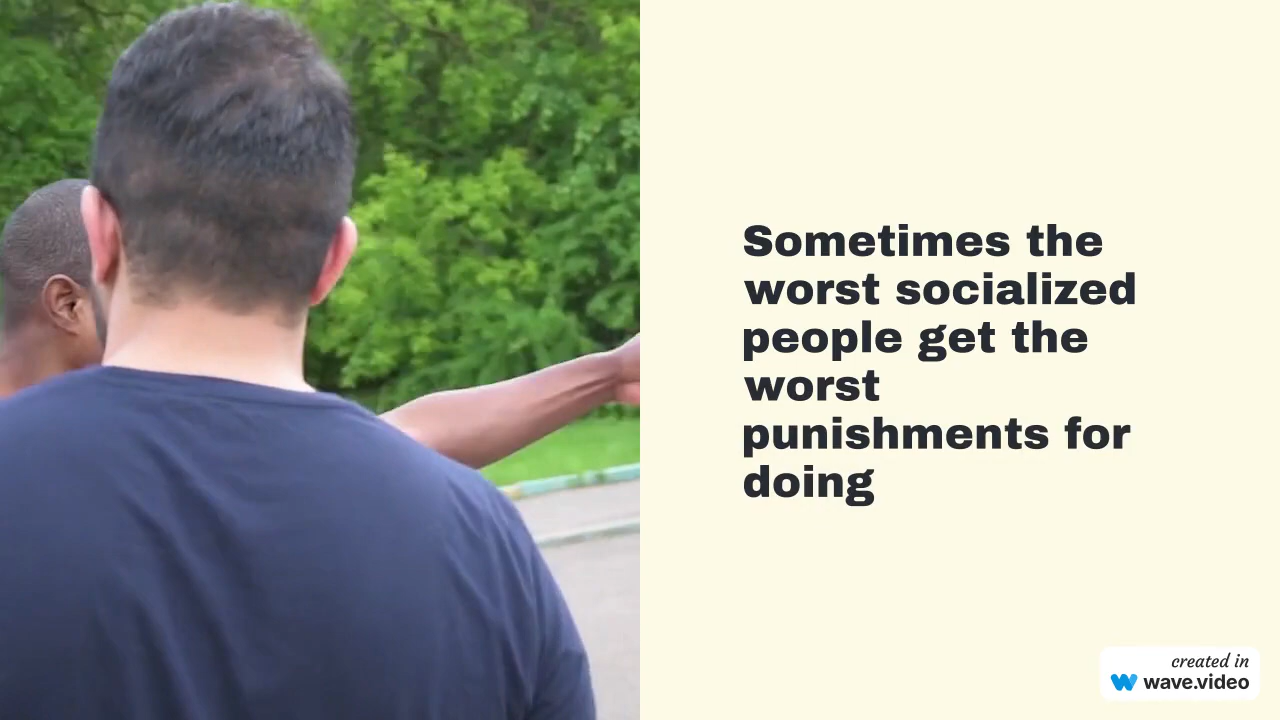 Sometimes the
worst socialized
people get the
worst
punishments for
doing
created in
wave.video